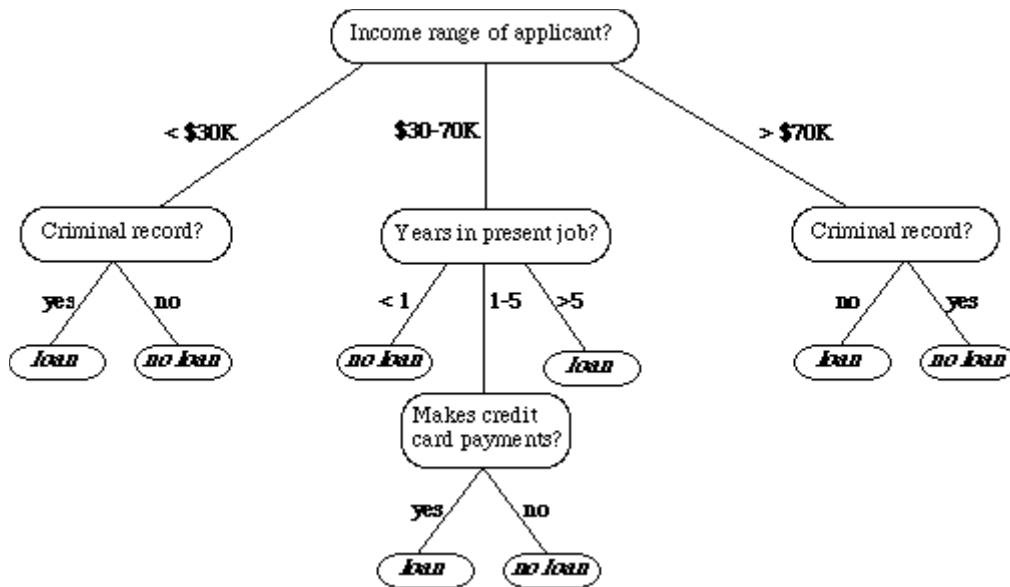 Income range of applicant?
< $30K
$30-70K
> $70K
Criminal record?
Years in present job?
Criminal record?
yes
no
< 1
1-5
>5
no
yes
loan
no loan
no loan
loan
loan
no loan
Makes credit
card payments?
yes
no
loan
no loan